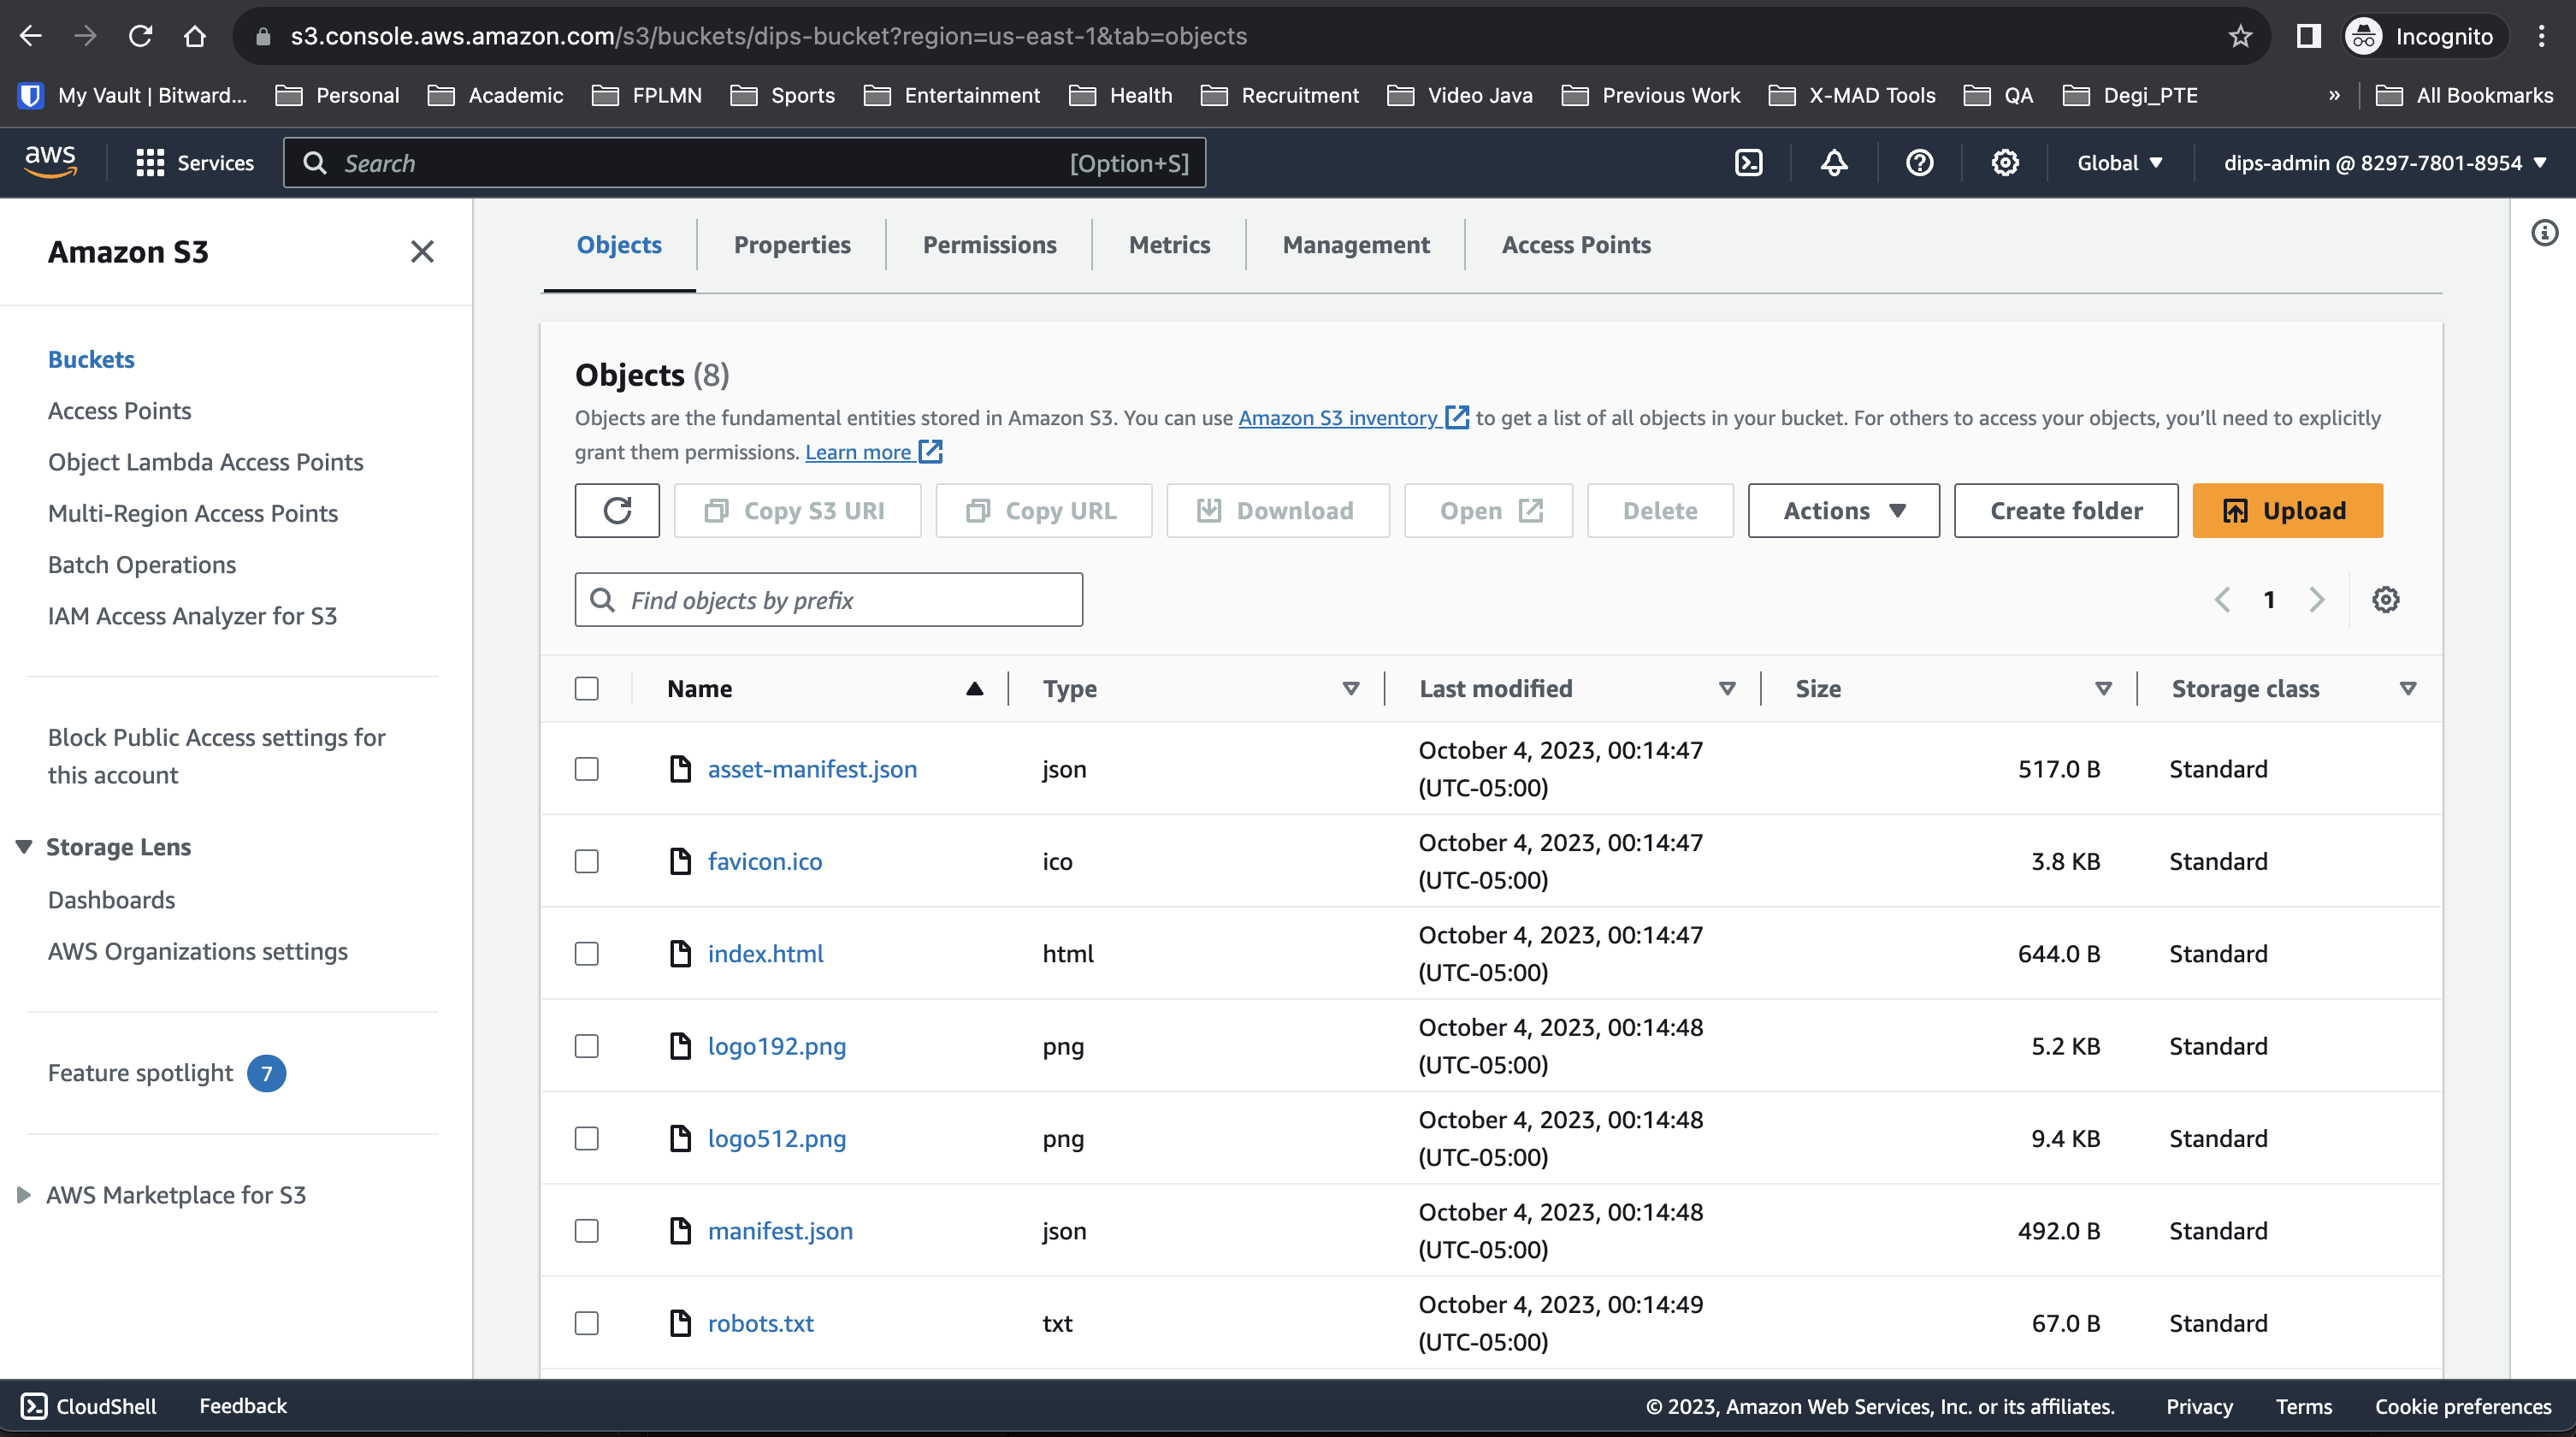 s3.console.aws.amazon.com/s3/buckets/dips-bucket?region=us-east-1&tab=objects
Incognito
My Vault | Bitward...
Personal
Academic
FPLMN
Sports
Entertainment
Health
Recruitment
Video Java
Previous Work
X-MAD Tools
QA
Degi_PTE
»
All Bookmarks
aws
Services
Search
[Option+S]
Global
dips-admin @ 8297-7801-8954
Amazon S3
Buckets
Access Points
Object Lambda Access Points
Multi-Region Access Points
Batch Operations
IAM Access Analyzer for S3
Block Public Access settings for
this account
Storage Lens
Dashboards
AWS Organizations settings
Feature spotlight 7
AWS Marketplace for S3
Objects
Properties
Permissions
Metrics
Management
Access Points
Objects (8)
Objects are the fundamental entities stored in Amazon S3. You can use Amazon S3 inventory to get a list of all objects in your bucket. For others to access your objects, you'll need to explicitly
grant them permissions. Learn more
Copy S3 URI
Copy URL
Download
Open
Delete
Actions
Create folder
Upload
Find objects by prefix
1
Name Type Last modified Size Storage class
asset-manifest.json json October 4, 2023, 00:14:47 517.0 B Standard
(UTC-05:00)
favicon.ico ico October 4, 2023, 00:14:47 3.8 KB Standard
(UTC-05:00)
index.html html October 4, 2023, 00:14:47 644.0 B Standard
(UTC-05:00)
logo192.png png October 4, 2023, 00:14:48 5.2 KB Standard
(UTC-05:00)
logo512.png png October 4, 2023, 00:14:48 9.4 KB Standard
(UTC-05:00)
manifest.json json October 4, 2023, 00:14:48 492.0 B Standard
(UTC-05:00)
robots.txt txt October 4, 2023, 00:14:49 67.0 B Standard
(UTC-05:00)
CloudShell
Feedback
© 2023, Amazon Web Services, Inc. or its affiliates.
Privacy
Terms
Cookie preferences